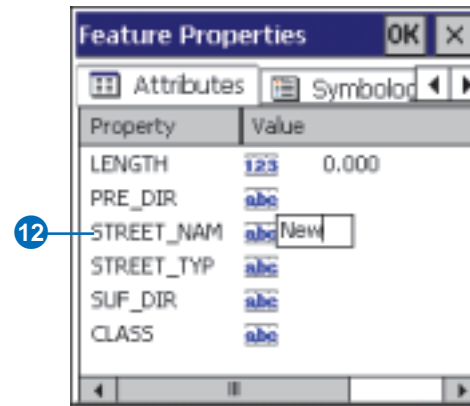 Feature Properties OK
Attributes Symbolog
Property Value
LENGTH 123 0.000
PRE_DIR abc
12 STREET_NAM abc New
STREET_TYP abc
SUF_DIR abc
CLASS abc